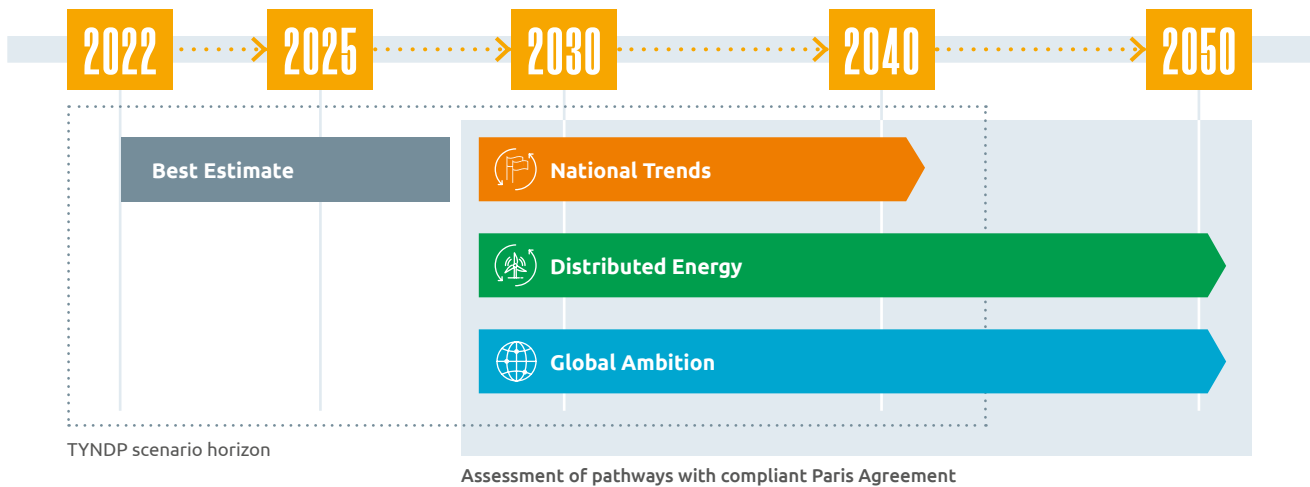 2022 2025 2030 2040 2050
Best Estimate
National Trends
Distributed Energy
Global Ambition
TYNDP scenario horizon
Assessment of pathways with compliant Paris Agreement